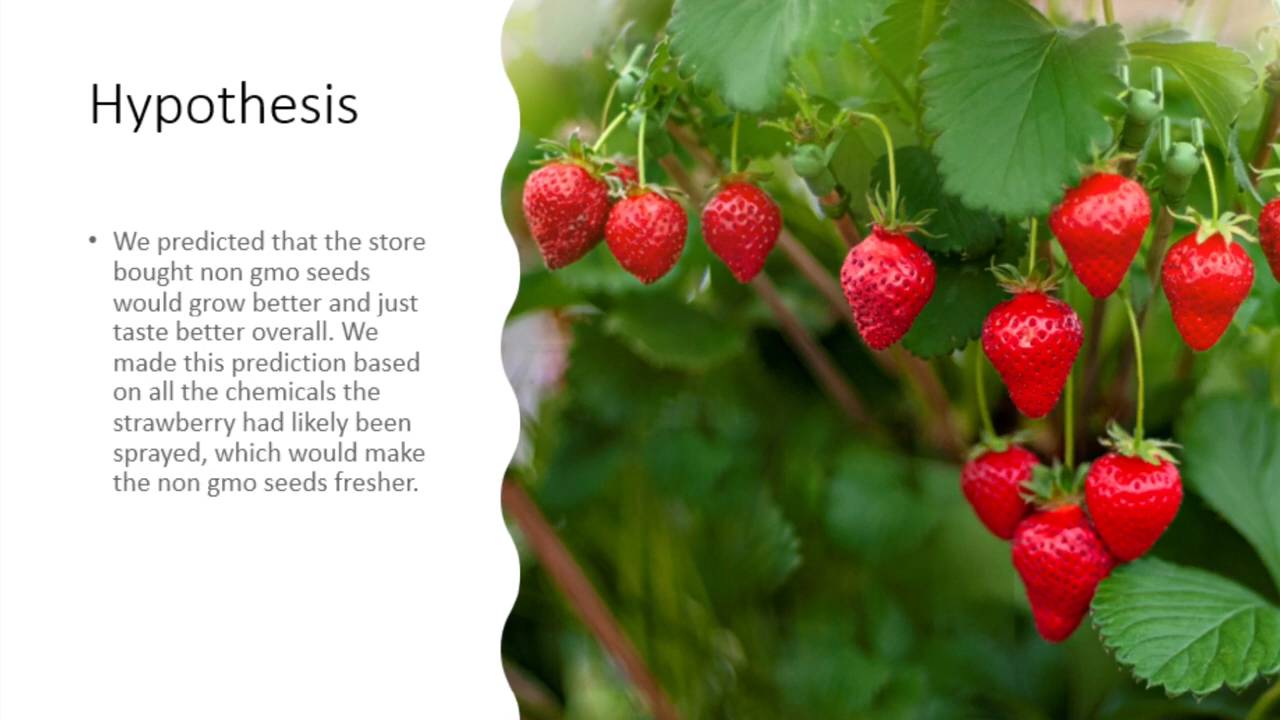 Hypothesis
• We predicted that the store
bought non gmo seeds
would grow better and just
taste better overall. We
made this prediction based
on all the chemicals the
strawberry had likely been
sprayed, which would make
the non gmo seeds fresher.